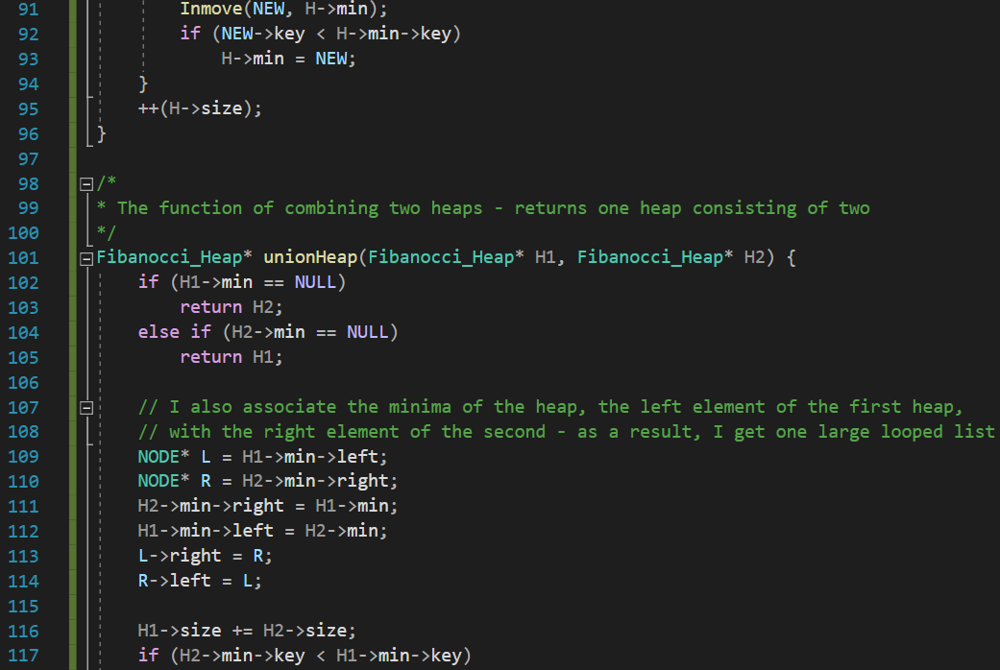 91 Inmove(NEW, H->min);
92 if (NEW->key < H->min->key)
93 H->min = NEW;
94 }
95 ++(H->size);
96 }
97
98 /*
99 * The function of combining two heaps - returns one heap consisting of two
100 */
101 Fibanocci_Heap* unionHeap(Fibanocci_Heap* H1, Fibanocci_Heap* H2) {
102 if (H1->min == NULL)
103 return H2;
104 else if (H2->min == NULL)
105 return H1;
106
107 // I also associate the minima of the heap, the left element of the first heap,
108 // with the right element of the second - as a result, I get one large looped list
109 NODE* L = H1->min->left;
110 NODE* R = H2->min->right;
111 H2->min->right = H1->min;
112 H1->min->left = H2->min;
113 L->right = R;
114 R->left = L;
115
116 H1->size += H2->size;
117 if (H2->min->key < H1->min->key)